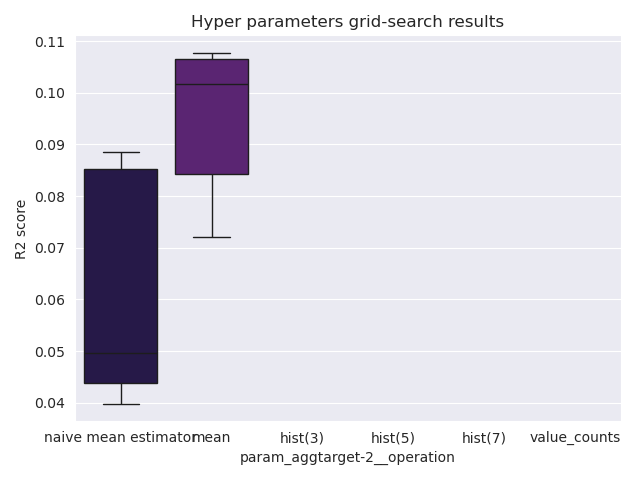 Hyper parameters grid-search results
R2 score
0.11
0.10
0.09
0.08
0.07
0.06
0.05
0.04
naive mean estimator mean hist(3) hist(5) hist(7) value_counts
param_aggtarget-2__operation